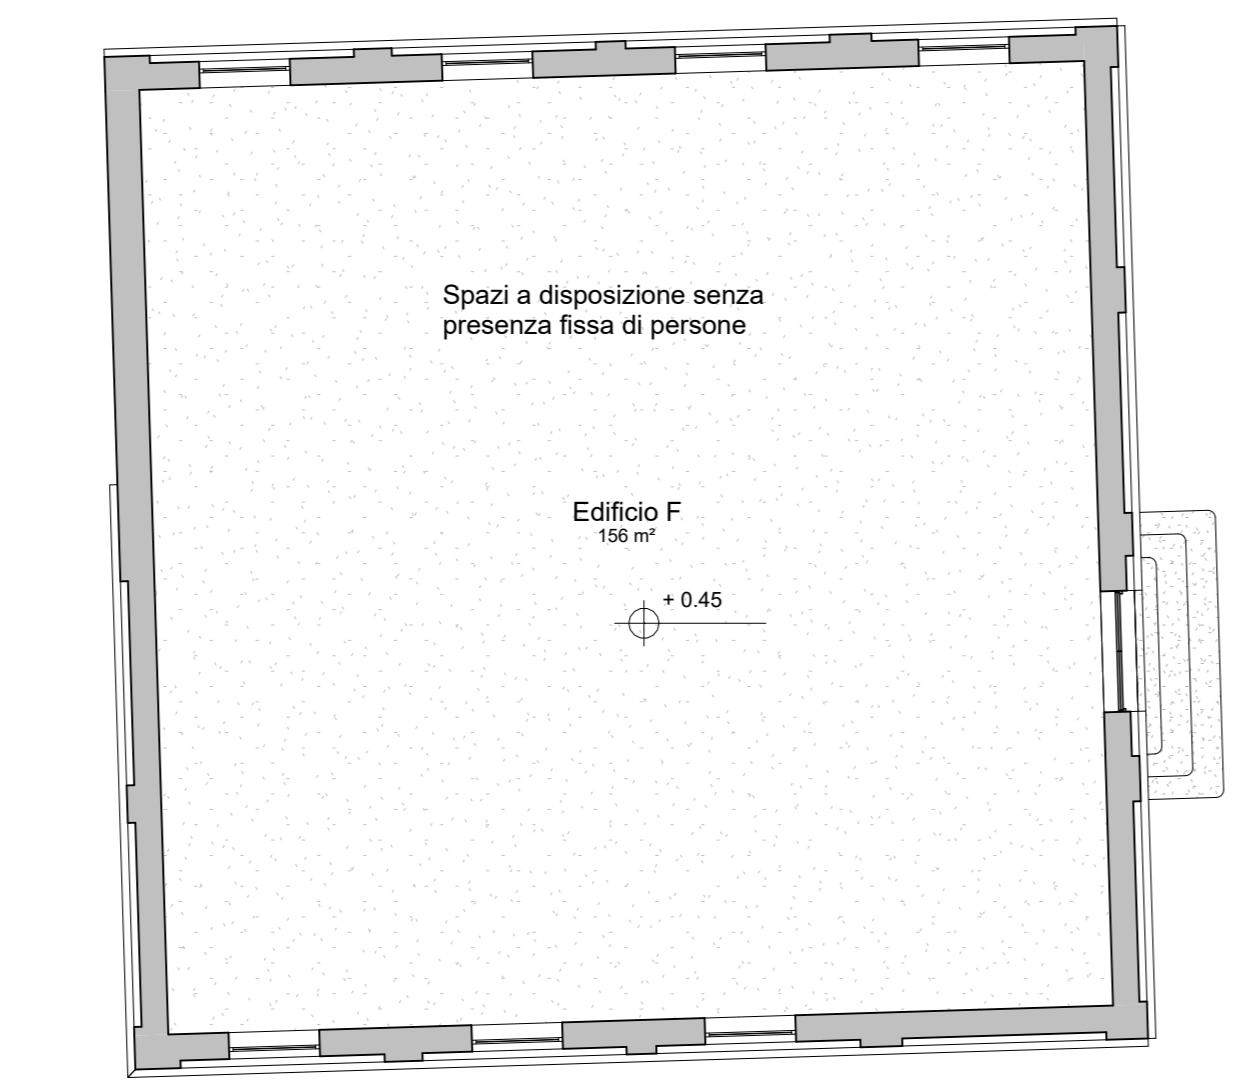 Spazi a disposizione senza
presenza fissa di persone
Edificio F
156 m²
+ 0.45